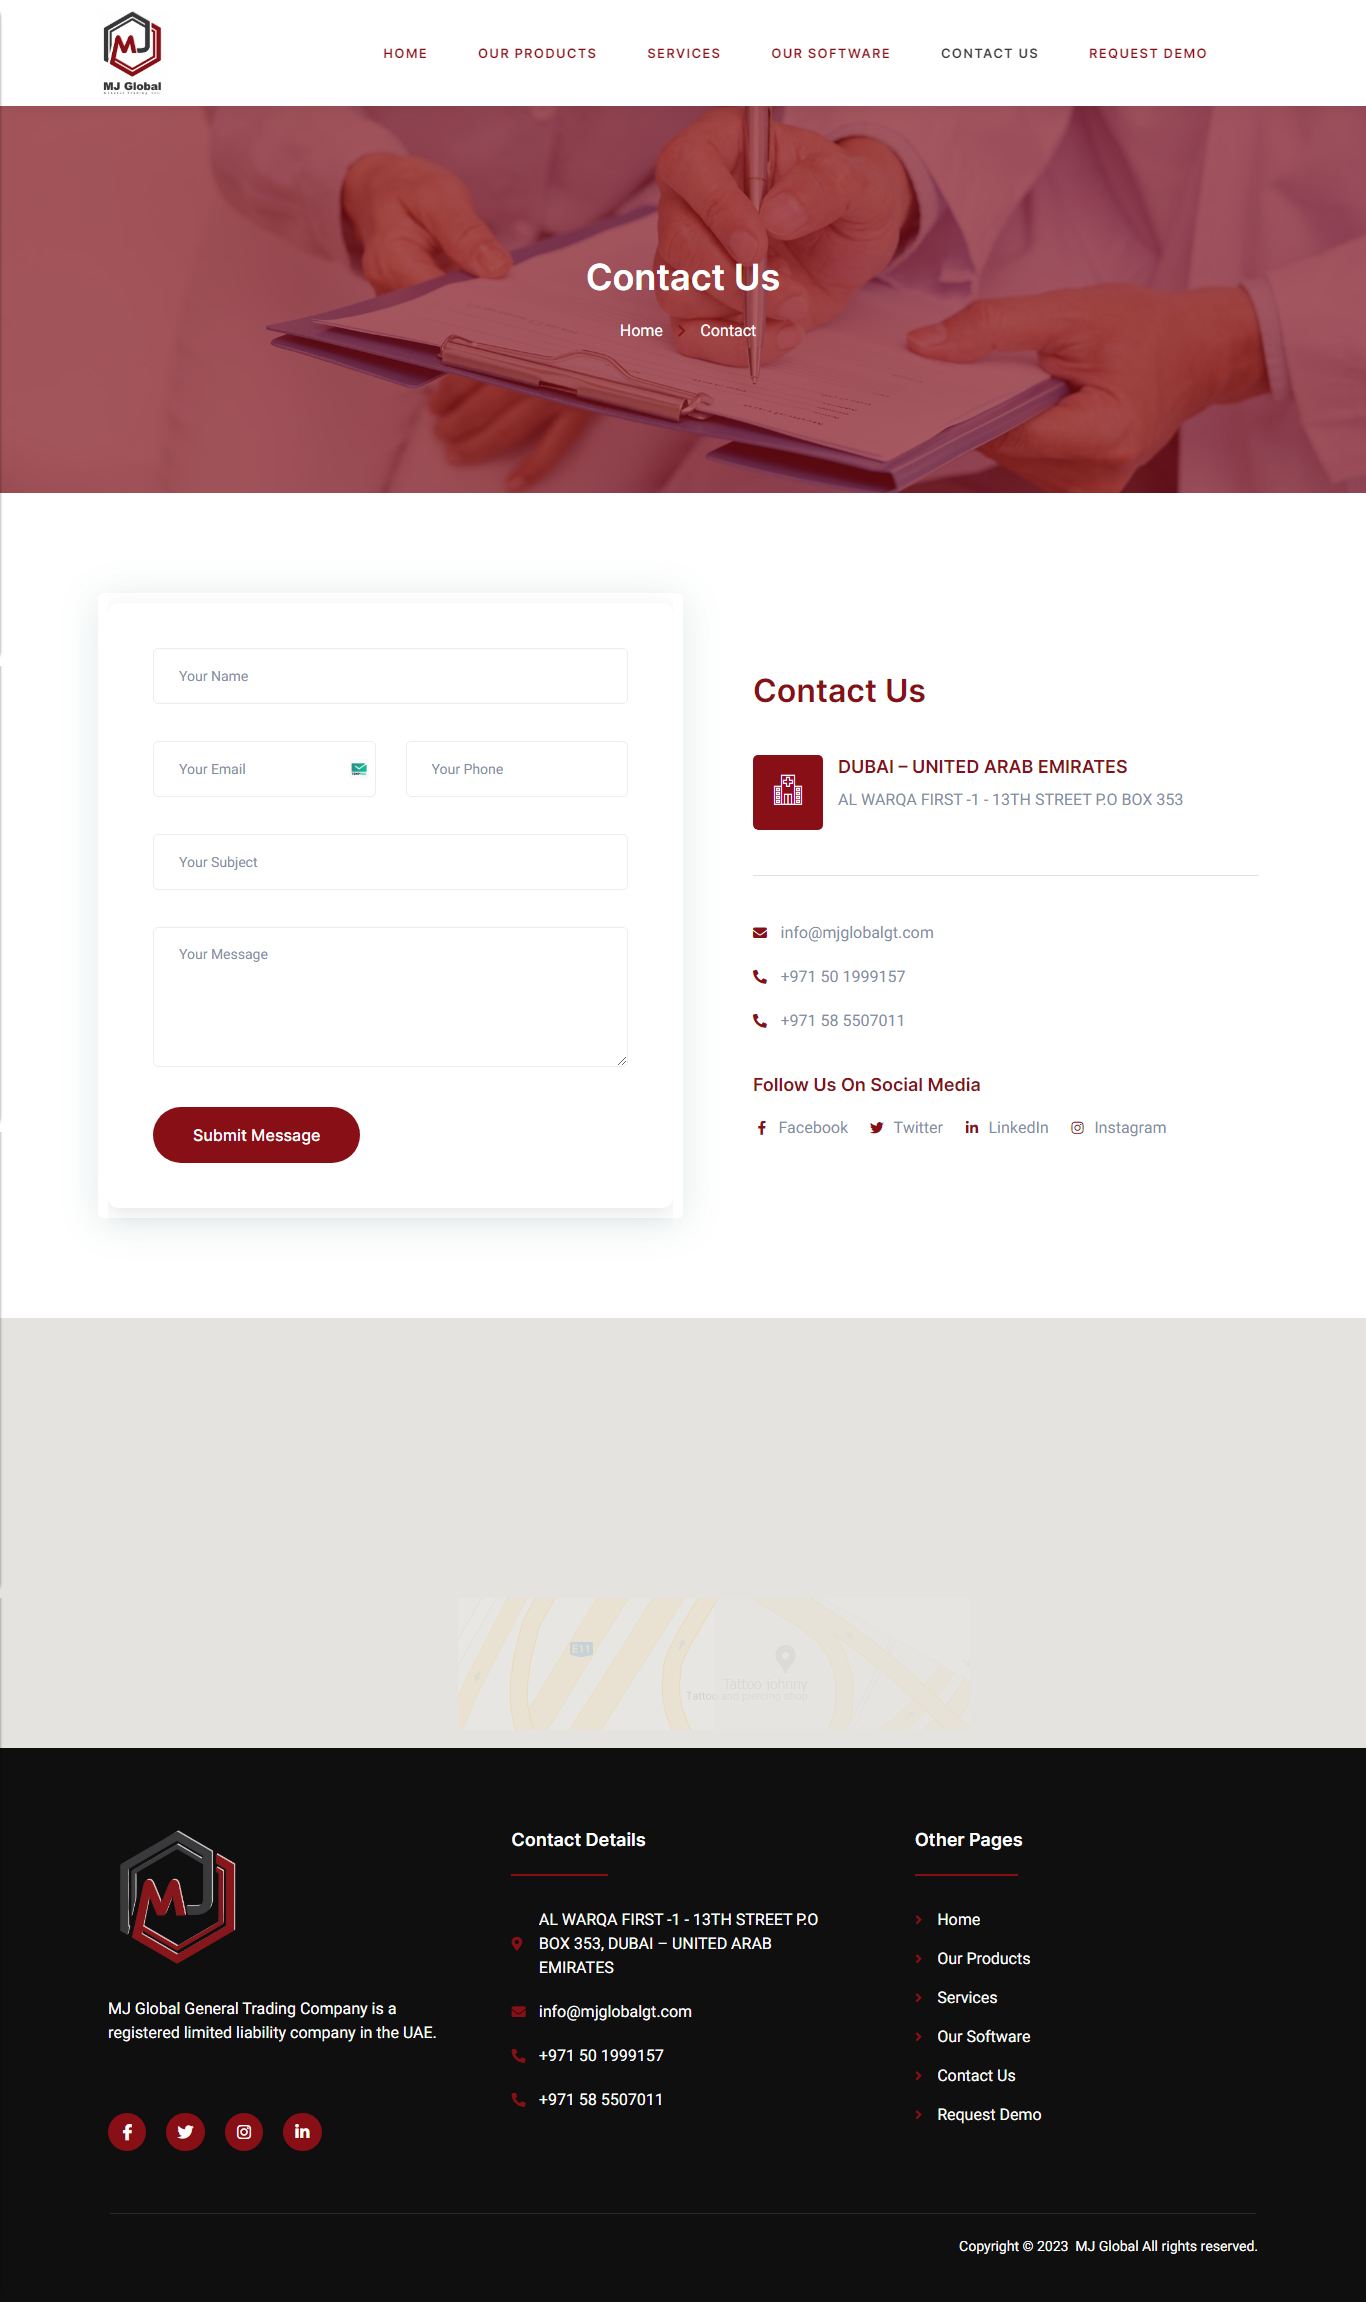 MJ Global
HOME
OUR PRODUCTS
SERVICES
OUR SOFTWARE
CONTACT US
REQUEST DEMO
Contact Us
Home
Contact
Your Name
Your Email
Your Phone
Your Subject
Your Message
Submit Message
Contact Us
DUBAI – UNITED ARAB EMIRATES
AL WARQA FIRST -1 - 13TH STREET P.O BOX 353
info@mjglobalgt.com
+971 50 1999157
+971 58 5507011
Follow Us On Social Media
Facebook
Twitter
LinkedIn
Instagram
E11
Tattoo Johnny
Tattoo and piercing shop
MJ
MJ Global General Trading Company is a
registered limited liability company in the UAE.
Contact Details
AL WARQA FIRST -1 - 13TH STREET P.O
BOX 353, DUBAI – UNITED ARAB
EMIRATES
info@mjglobalgt.com
+971 50 1999157
+971 58 5507011
Other Pages
Home
Our Products
Services
Our Software
Contact Us
Request Demo
Copyright © 2023 MJ Global All rights reserved.